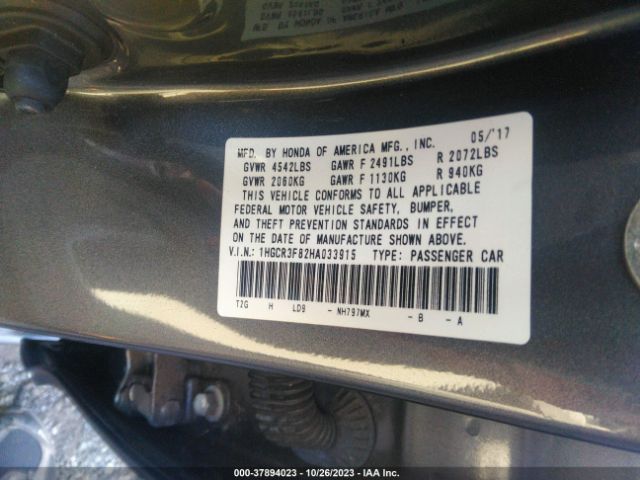 MFD. BY HONDA OF AMERICA MFG., INC. 05/'17
GVWR 4542LBS GAWR F 2491LBS R 2072LBS
GVWR 2060KG GAWR F 1130KG R 940KG
THIS VEHICLE CONFORMS TO ALL APPLICABLE
FEDERAL MOTOR VEHICLE SAFETY, BUMPER,
AND THEFT PREVENTION STANDARDS IN EFFECT
ON THE DATE OF MANUFACTURE SHOWN ABOVE.
V.I.N.: 1HGCR3F82HA033915 TYPE: PASSENGER CAR
T2G H LD9 - NH797MX - B - A
000-37894023 | 10/26/2023 | IAA Inc.